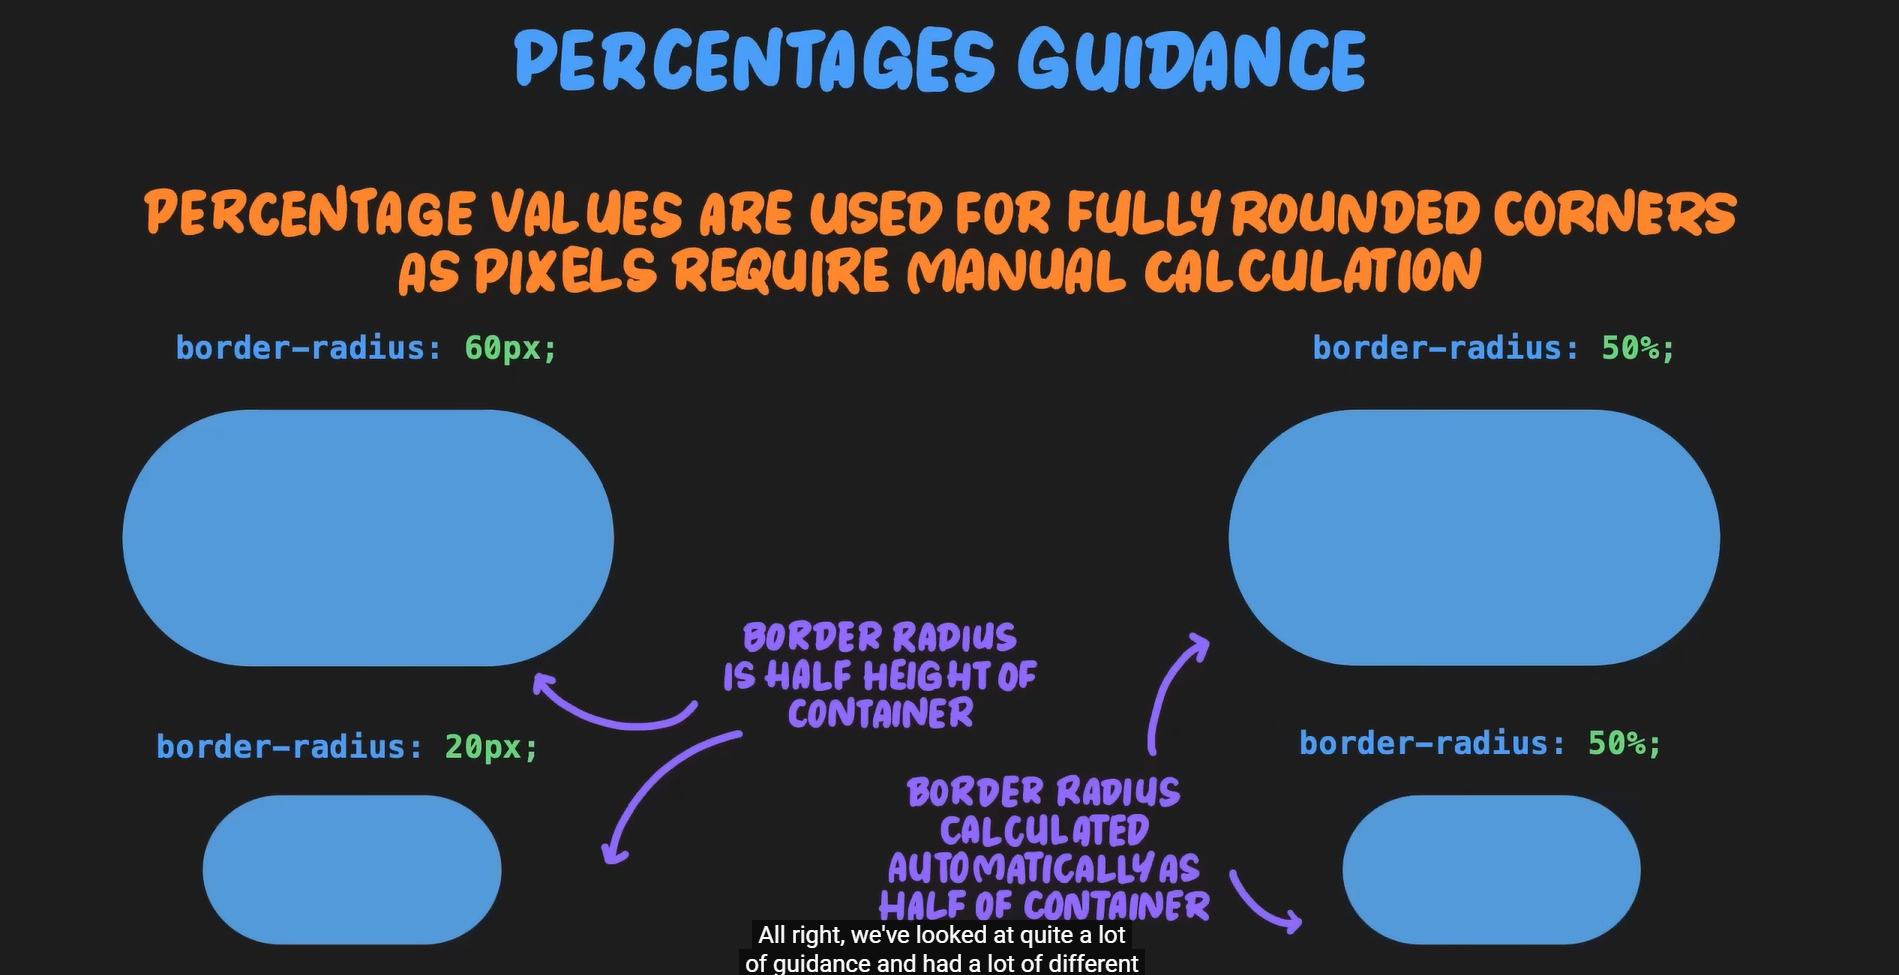 PERCENTAGES GUIDANCE
PERCENTAGE VALUES ARE USED FOR FULLY ROUNDED CORNERS
AS PIXELS REQUIRE MANUAL CALCULATION
border-radius: 60px;
border-radius: 50%;
BORDER RADIUS
IS HALF HEIGHT OF
CONTAINER
border-radius: 20px;
border-radius: 50%;
BORDER RADIUS
CALCULATED
AUTOMATICALLY AS
HALF OF CONTAINER
All right, we've looked at quite a lot
of guidance and had a lot of different